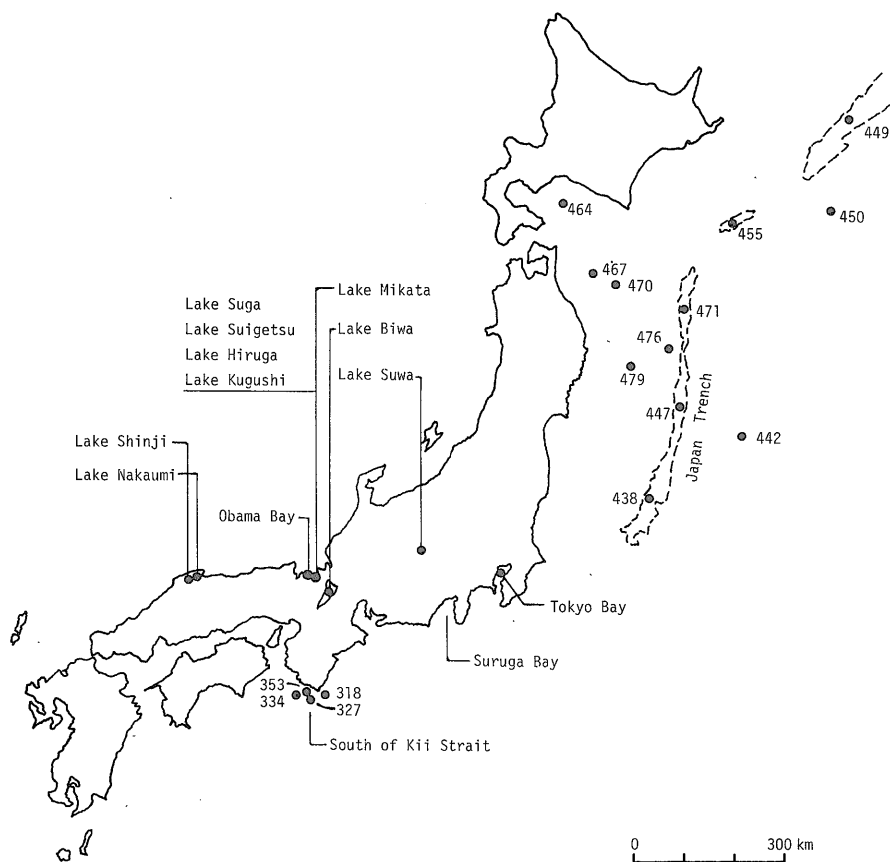 449
464
450
455
467
470
Lake Mikata
Lake Suga
471
Lake Suigetsu
Lake Biwa
476
Lake Hiruga
479
Lake Kugushi
Lake Suwa
447
Japan Trench
442
Lake Shinji
Lake Nakaumi
438
Obama Bay
Tokyo Bay
Suruga Bay
353
318
334
327
South of Kii Strait
0 300 km